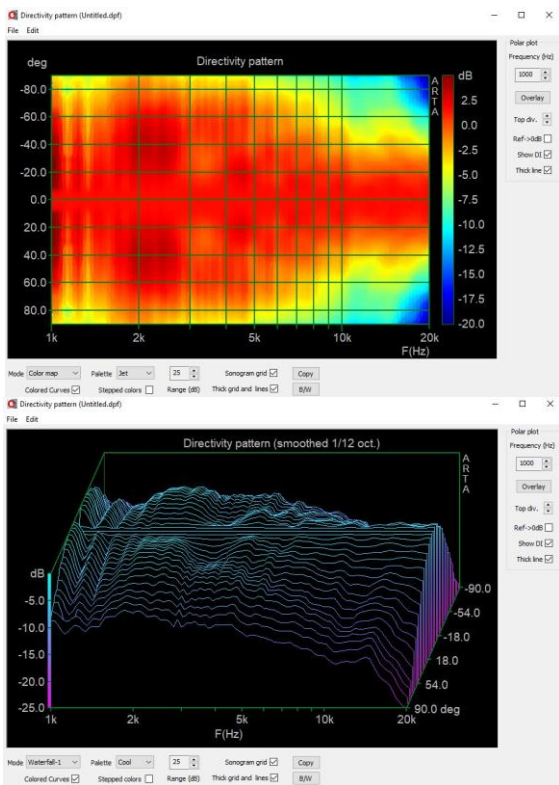 Directivity pattern (Untitled.dpf)
File Edit
Directivity pattern
deg
-80.0
-60.0
-40.0
-20.0
0.0
20.0
40.0
60.0
80.0
1k 2k 5k 10k 20k
F(Hz)
dB
2.5
0.0
-2.5
-5.0
-7.5
-10.0
-12.5
-15.0
-17.5
-20.0
ARTA
Polar plot
Frequency (Hz)
1000
Overlay
Top div.
Ref->0dB
Show DI
Thick line
Mode Color map Palette Jet 25 Sonogram grid Copy
Colored Curves Stepped colors Range (dB) Thick grid and lines B/W
Directivity pattern (Untitled.dpf)
File Edit
Directivity pattern (smoothed 1/12 oct.)
ARTA
dB
-5.0
-10.0
-15.0
-20.0
-25.0
1k 2k 5k 10k 20k
F(Hz)
-90.0
-54.0
-18.0
18.0
54.0
90.0 deg
Polar plot
Frequency (Hz)
1000
Overlay
Top div.
Ref->0dB
Show DI
Thick line
Mode Waterfall-1 Palette Cool 25 Sonogram grid Copy
Colored Curves Stepped colors Range (dB) Thick grid and lines B/W